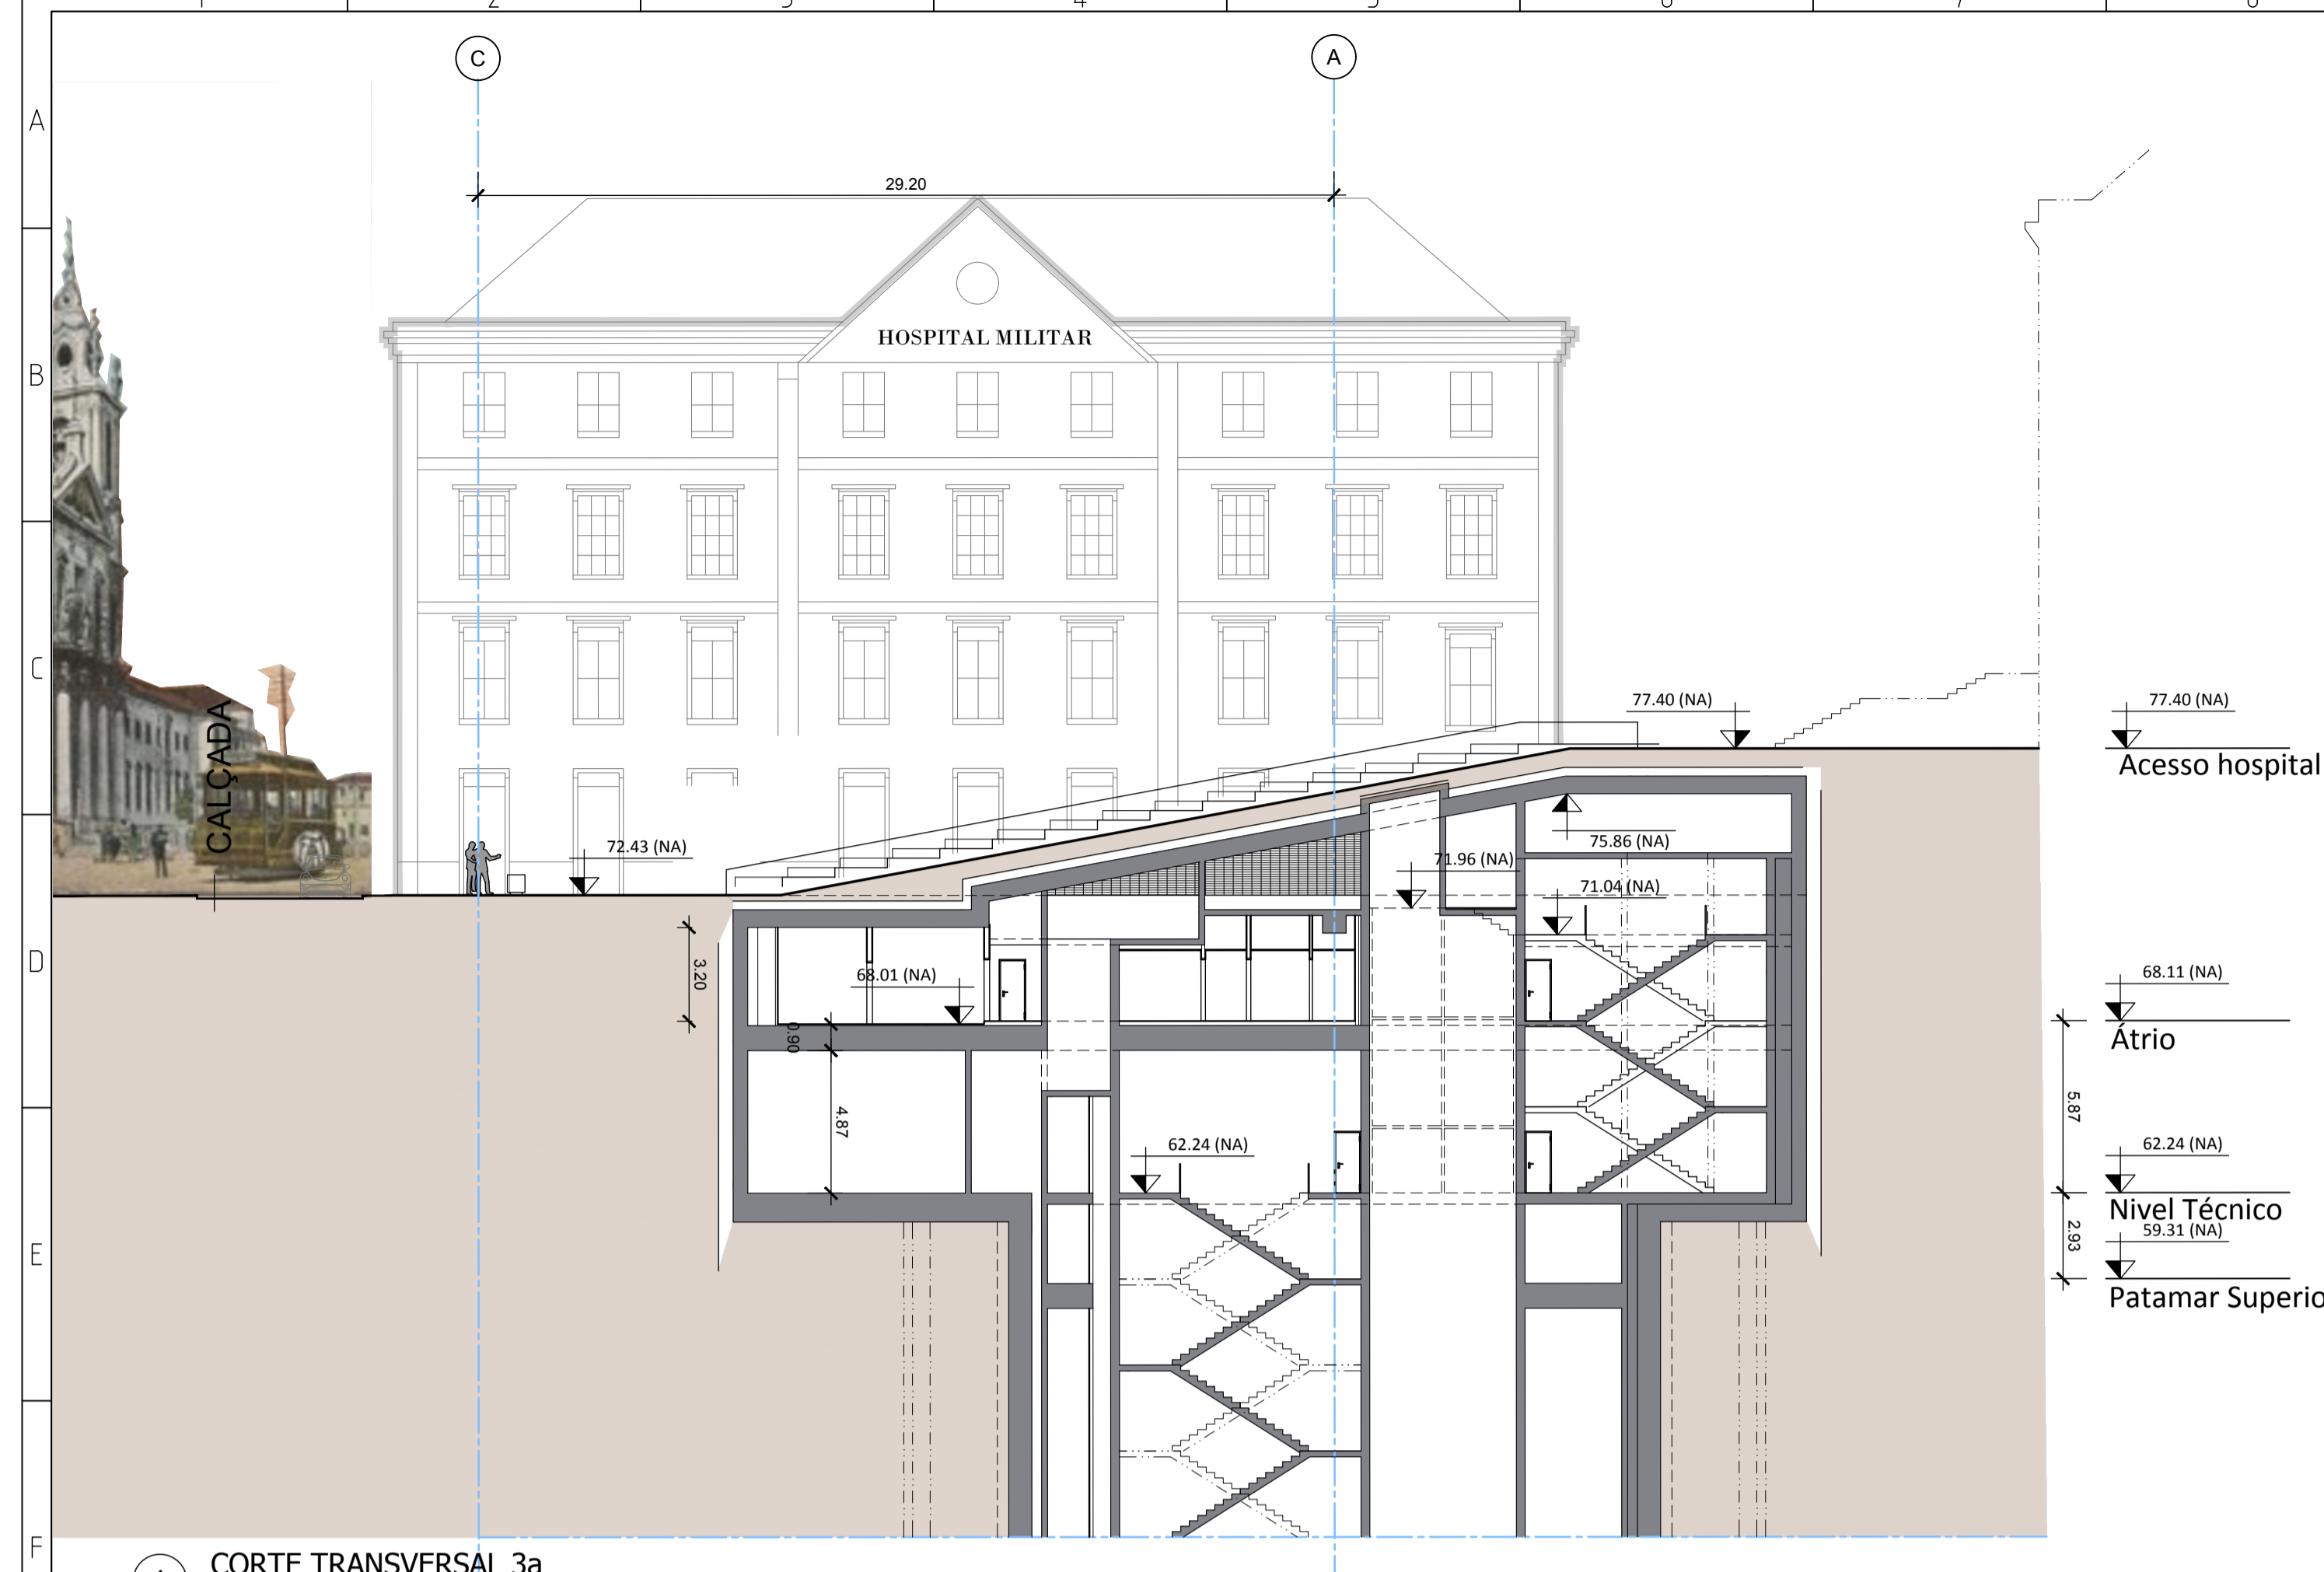 C
A
29.20
HOSPITAL MILITAR
A
B
C
D
E
F
CALÇADA
77.40 (NA)
77.40 (NA)
Acesso hospital
72.43 (NA)
75.86 (NA)
71.96 (NA)
71.04 (NA)
3.20
68.01 (NA)
68.11 (NA)
Átrio
0.90
4.87
5.87
62.24 (NA)
62.24 (NA)
Nivel Técnico
2.93
59.31 (NA)
Patamar Superio
CORTE TRANSVERSAL 3a